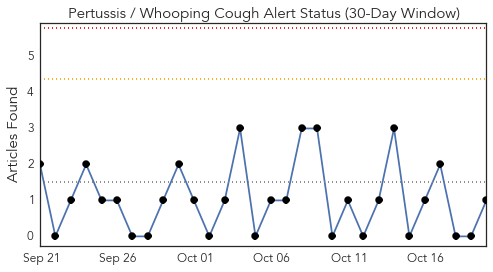 Pertussis / Whooping Cough Alert Status (30-Day Window)
Articles Found
5
4
3
2
1
0
Sep 21 Sep 26 Oct 01 Oct 06 Oct 11 Oct 16